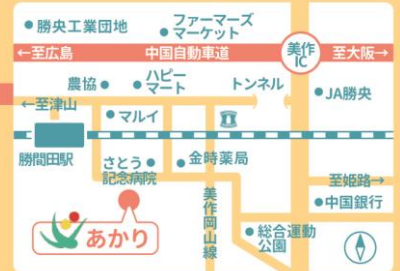 勝央工業団地
ファーマーズ
マーケット
←至広島
中国自動車道
美作
IC
至大阪→
農協
ハピー
マート
トンネル
JA勝央
←至津山
マルイ
勝間田駅
さとう
記念病院
金時薬局
至姫路→
中国銀行
美作岡山線
あかり
総合運動
公園